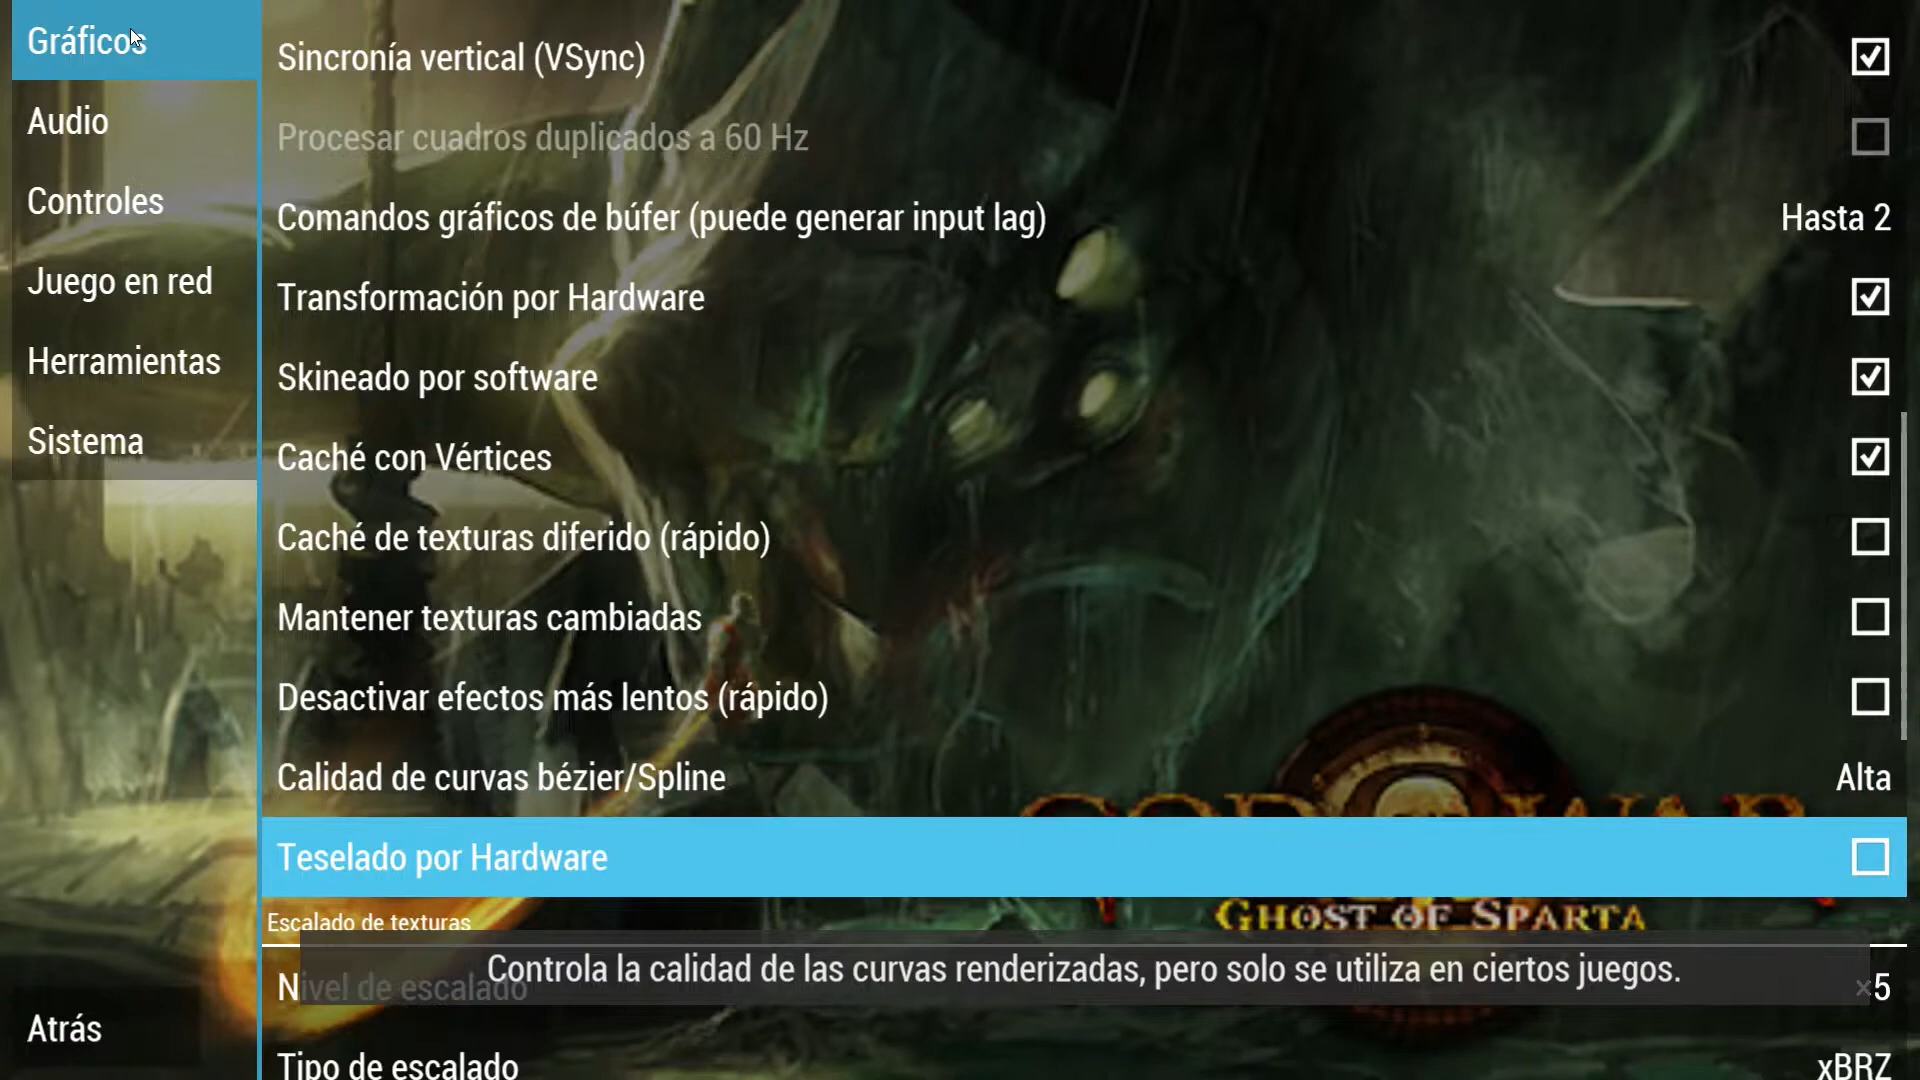 Gráficos
Audio
Controles
Juego en red
Herramientas
Sistema
Atrás
Sincronía vertical (VSync)
Procesar cuadros duplicados a 60 Hz
Comandos gráficos de búfer (puede generar input lag) Hasta 2
Transformación por Hardware
Skineado por software
Caché con Vértices
Caché de texturas diferido (rápido)
Mantener texturas cambiadas
Desactivar efectos más lentos (rápido)
Calidad de curvas bézier/Spline Alta
GOD OF WAR
Teselado por Hardware
GHOST OF SPARTA
Escalado de texturas
Controla la calidad de las curvas renderizadas, pero solo se utiliza en ciertos juegos.
Nivel de escalado ×5
Tipo de escalado xBRZ